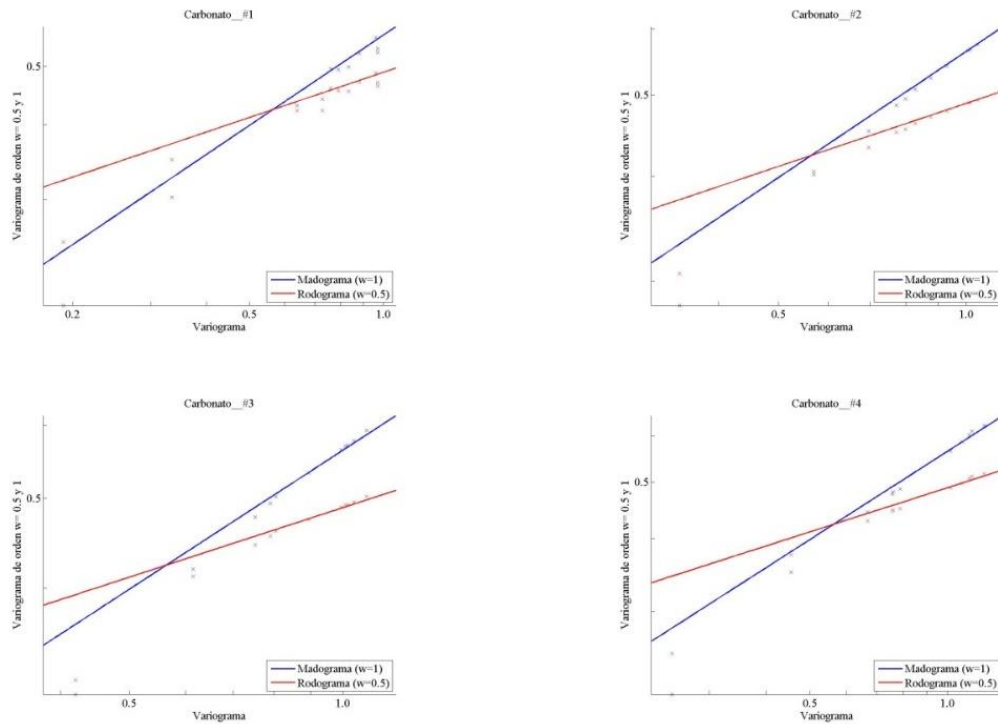 Carbonato__#1
Variograma de orden w= 0.5 y 1
0.5
Madograma (w=1)
Rodograma (w=0.5)
0.2
0.5
1.0
Variograma
Carbonato__#2
Variograma de orden w= 0.5 y 1
0.5
Madograma (w=1)
Rodograma (w=0.5)
0.5
1.0
Variograma
Carbonato__#3
Variograma de orden w= 0.5 y 1
0.5
Madograma (w=1)
Rodograma (w=0.5)
0.5
1.0
Variograma
Carbonato__#4
Variograma de orden w= 0.5 y 1
0.5
Madograma (w=1)
Rodograma (w=0.5)
0.5
1.0
Variograma